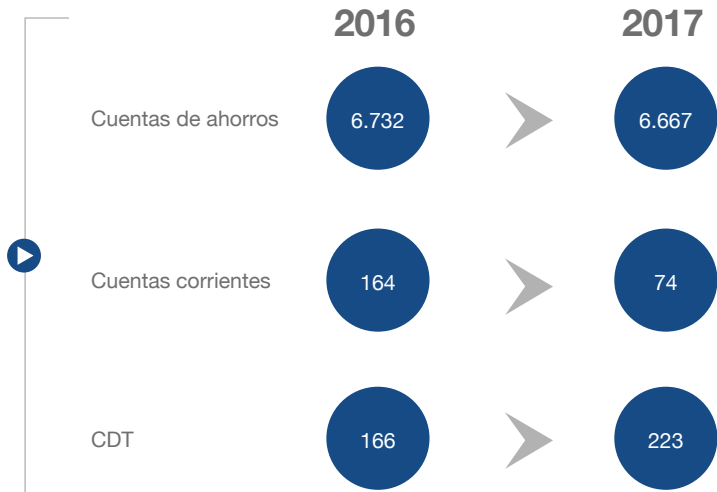 2016 2017
Cuentas de ahorros 6.732 6.667
Cuentas corrientes 164 74
CDT 166 223